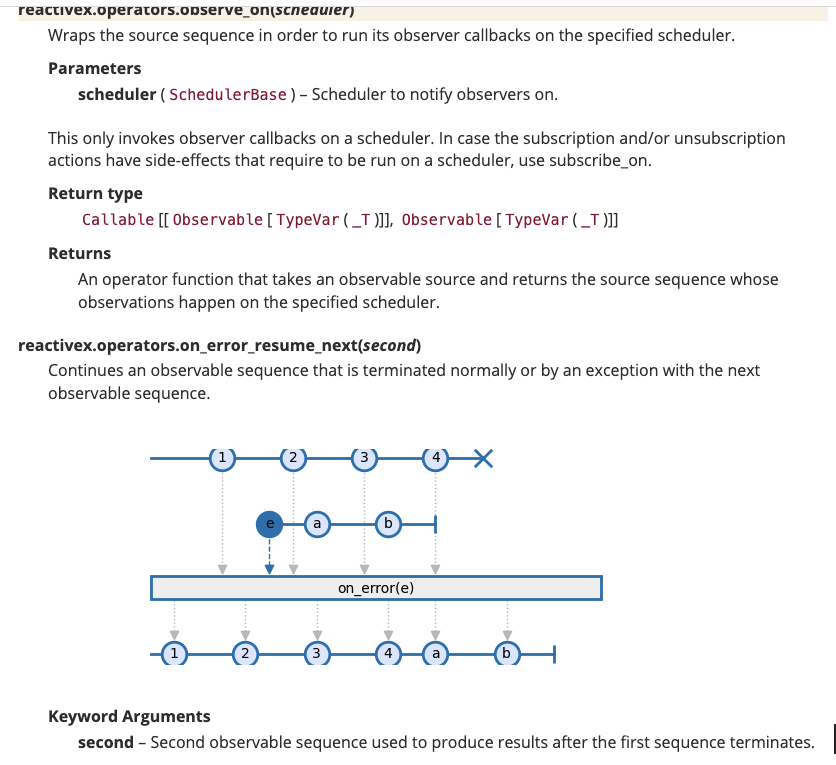 reactivex.operators.observe_on(scheduler)
Wraps the source sequence in order to run its observer callbacks on the specified scheduler.
Parameters
scheduler ( SchedulerBase ) – Scheduler to notify observers on.
This only invokes observer callbacks on a scheduler. In case the subscription and/or unsubscription
actions have side-effects that require to be run on a scheduler, use subscribe_on.
Return type
Callable [[ Observable [ TypeVar ( _T )]], Observable [ TypeVar ( _T )]]
Returns
An operator function that takes an observable source and returns the source sequence whose
observations happen on the specified scheduler.
reactivex.operators.on_error_resume_next(second)
Continues an observable sequence that is terminated normally or by an exception with the next
observable sequence.
1 2 3 4
e a b
on_error(e)
1 2 3 4 a b
Keyword Arguments
second – Second observable sequence used to produce results after the first sequence terminates.